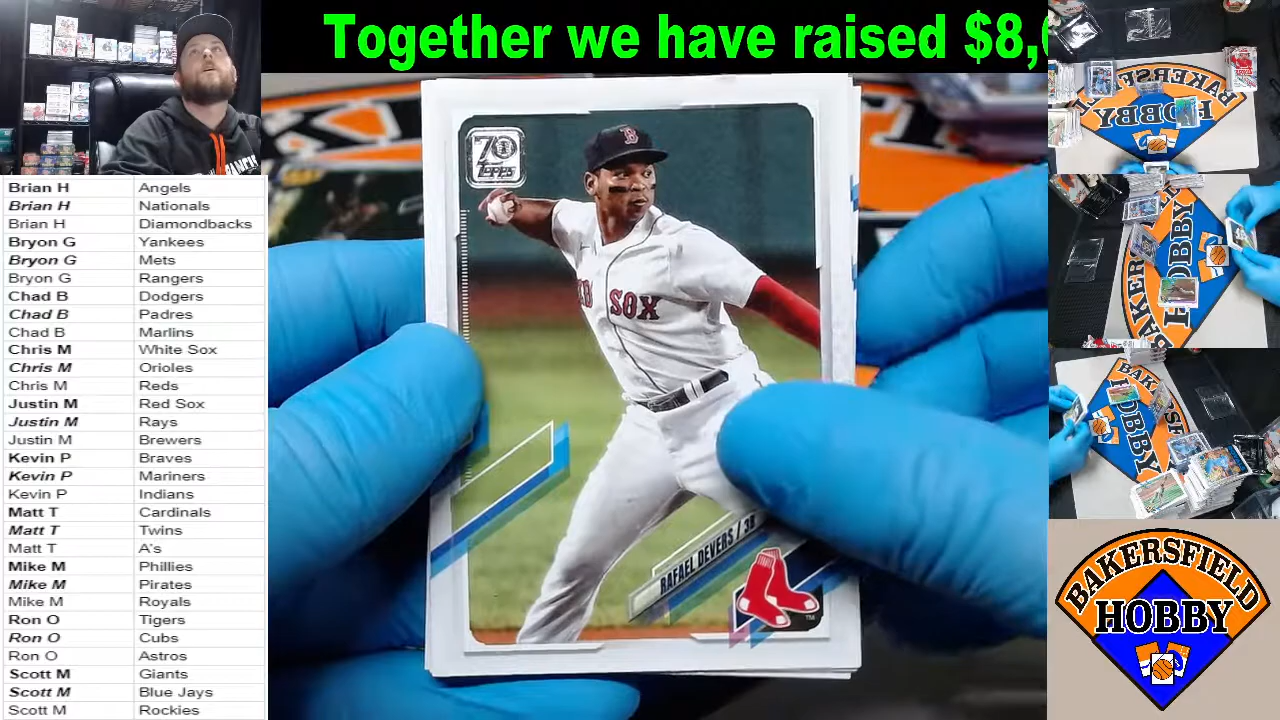 Together we have raised $8,
Brian H Angels
Brian H Nationals
Brian H Diamondbacks
Bryon G Yankees
Bryon G Mets
Bryon G Rangers
Chad B Dodgers
Chad B Padres
Chad B Marlins
Chris M White Sox
Chris M Orioles
Chris M Reds
Justin M Red Sox
Justin M Rays
Justin M Brewers
Kevin P Braves
Kevin P Mariners
Kevin P Indians
Matt T Cardinals
Matt T Twins
Matt T A's
Mike M Phillies
Mike M Pirates
Mike M Royals
Ron O Tigers
Ron O Cubs
Ron O Astros
Scott M Giants
Scott M Blue Jays
Scott M Rockies
70
TOPPS
B
SOX
RAFAEL DEVERS / 3B
TM
BAKERSFIELD
HOBBY